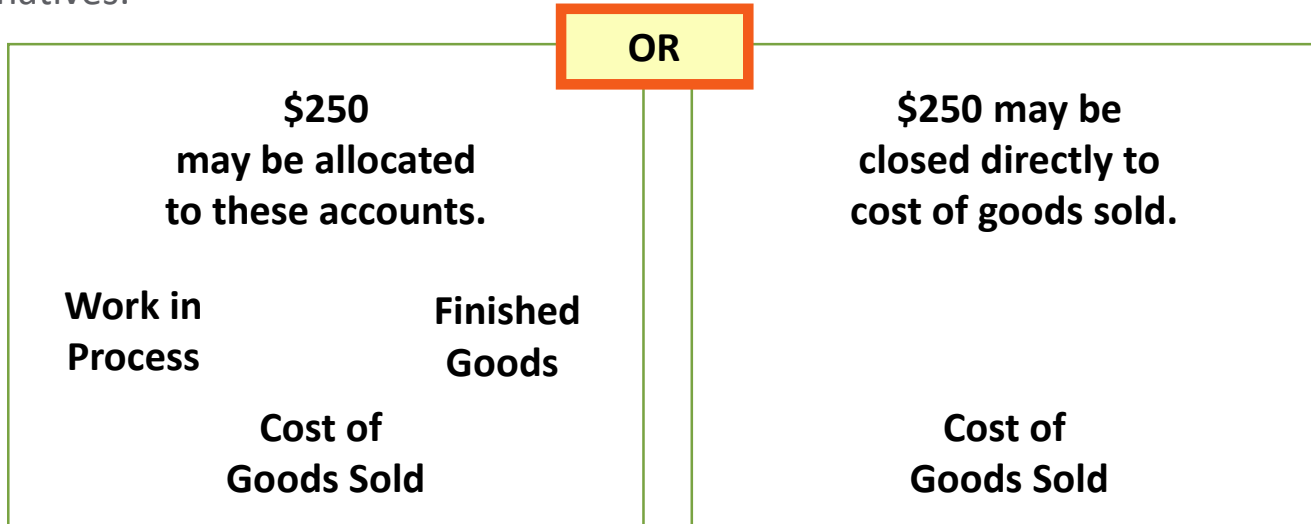 natives.
OR
$250
may be allocated
to these accounts.
Work in
Process
Finished
Goods
Cost of
Goods Sold
$250 may be
closed directly to
cost of goods sold.
Cost of
Goods Sold